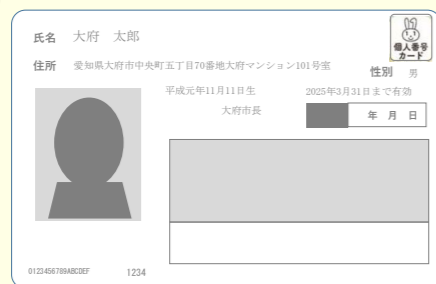 氏名 大府 太郎
個人番号
カード
住所 愛知県大府市中央町五丁目70番地大府マンション101号室
性別 男
平成元年11月11日生 2025年3月31日まで有効
大府市長
年 月 日
0123456789ABCDEF 1234